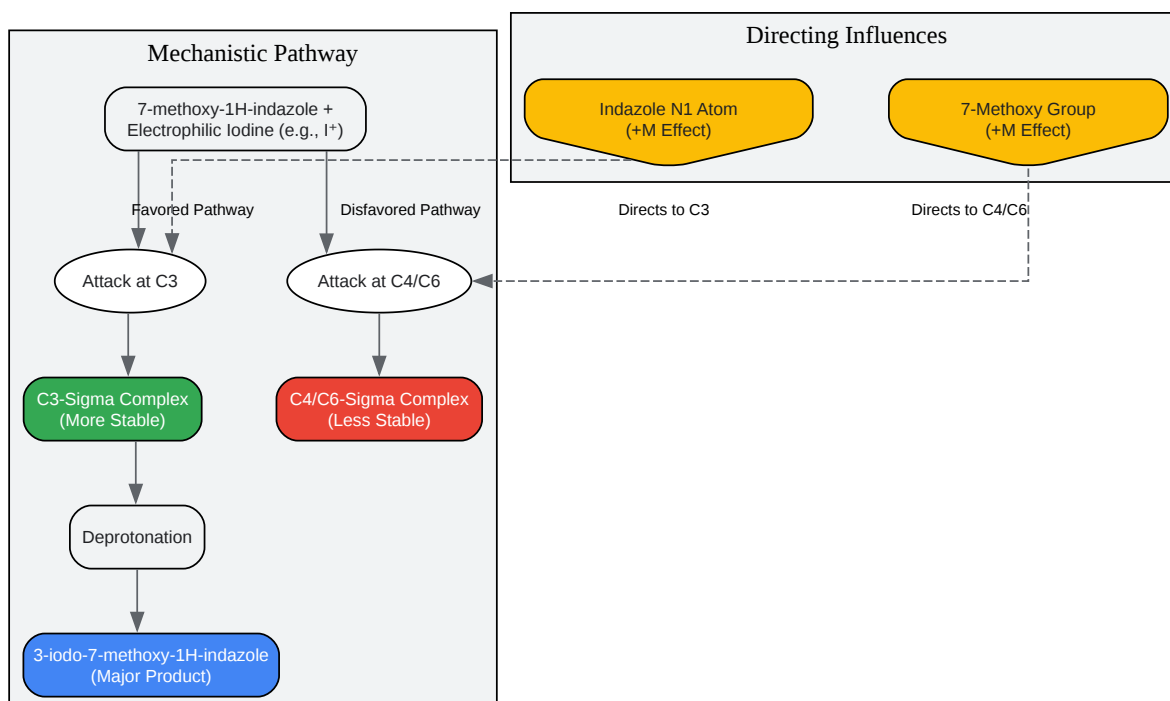 Mechanistic Pathway
7-methoxy-1H-indazole +
Electrophilic Iodine (e.g., I⁺)
Favored Pathway
Disfavored Pathway
Attack at C3
Attack at C4/C6
C3-Sigma Complex
(More Stable)
C4/C6-Sigma Complex
(Less Stable)
Deprotonation
3-iodo-7-methoxy-1H-indazole
(Major Product)
Directing Influences
Indazole N1 Atom
(+M Effect)
7-Methoxy Group
(+M Effect)
Directs to C3
Directs to C4/C6